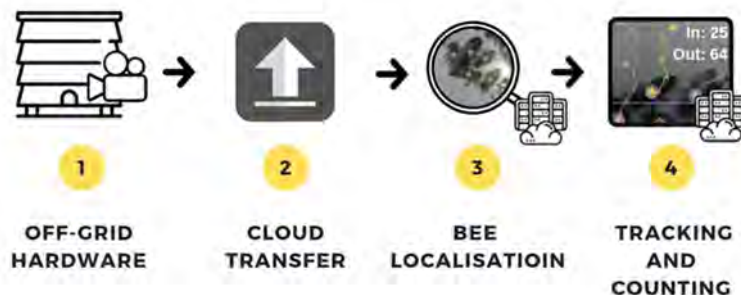 In: 25
Out: 64
1
2
3
4
OFF-GRID
HARDWARE
CLOUD
TRANSFER
BEE
LOCALISATIOIN
TRACKING
AND
COUNTING